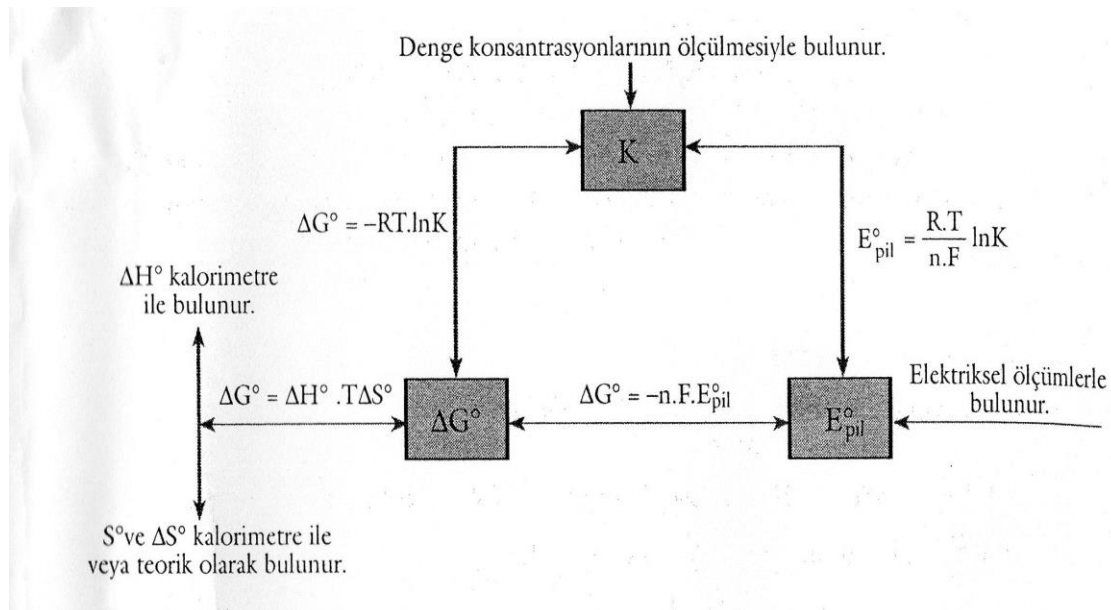 Denge konsantrasyonlarının ölçülmesiyle bulunur.
K
ΔG° = –RT.lnK
E°pil = R.T / n.F lnK
ΔH° kalorimetre
ile bulunur.
ΔG° = ΔH° .TΔS°
ΔG°
ΔG° = –n.F.E°pil
E°pil
Elektriksel ölçümlerle
bulunur.
S°ve ΔS° kalorimetre ile
veya teorik olarak bulunur.